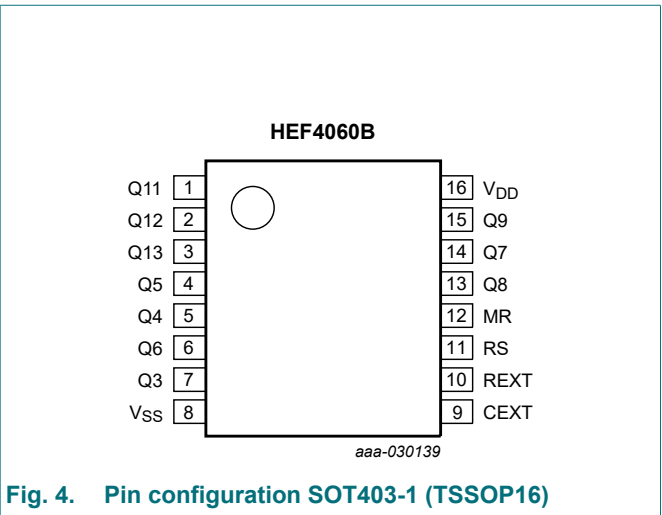 HEF4060B
Q11 1 16 VDD
Q12 2 15 Q9
Q13 3 14 Q7
Q5 4 13 Q8
Q4 5 12 MR
Q6 6 11 RS
Q3 7 10 REXT
VSS 8 9 CEXT
aaa-030139
Fig. 4. Pin configuration SOT403-1 (TSSOP16)